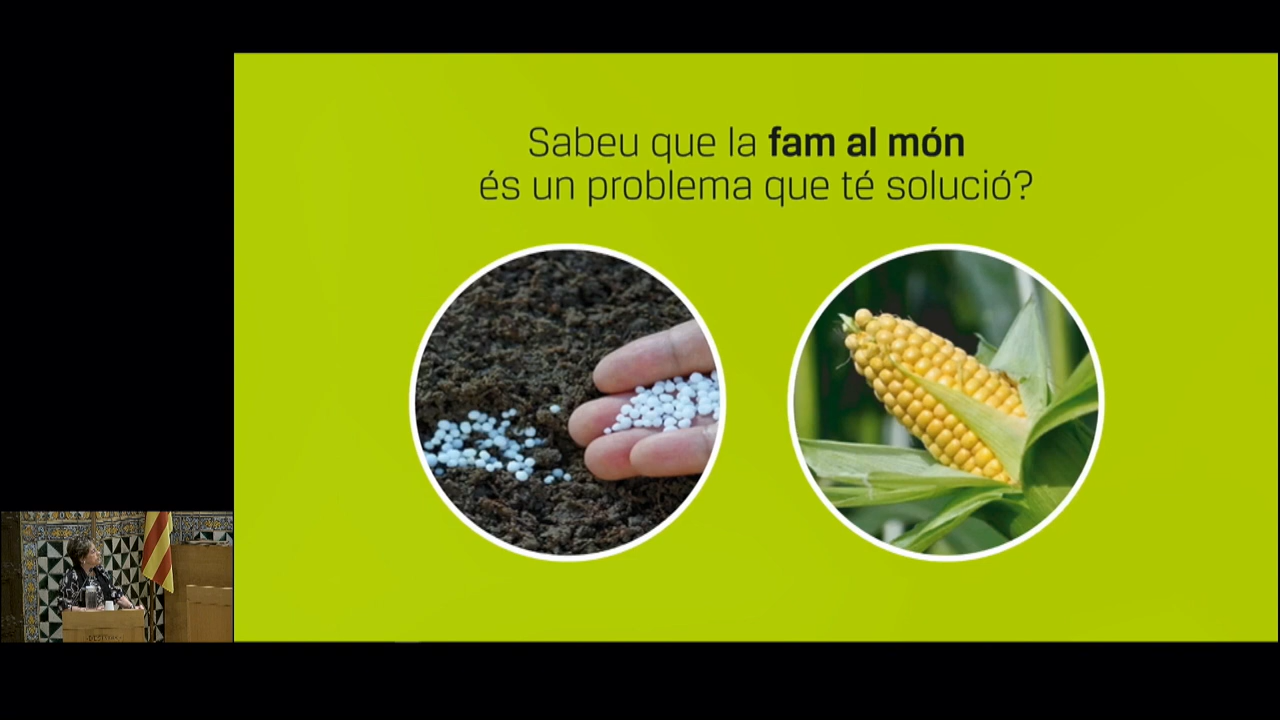 Sabeu que la fam al món
és un problema que té solució?